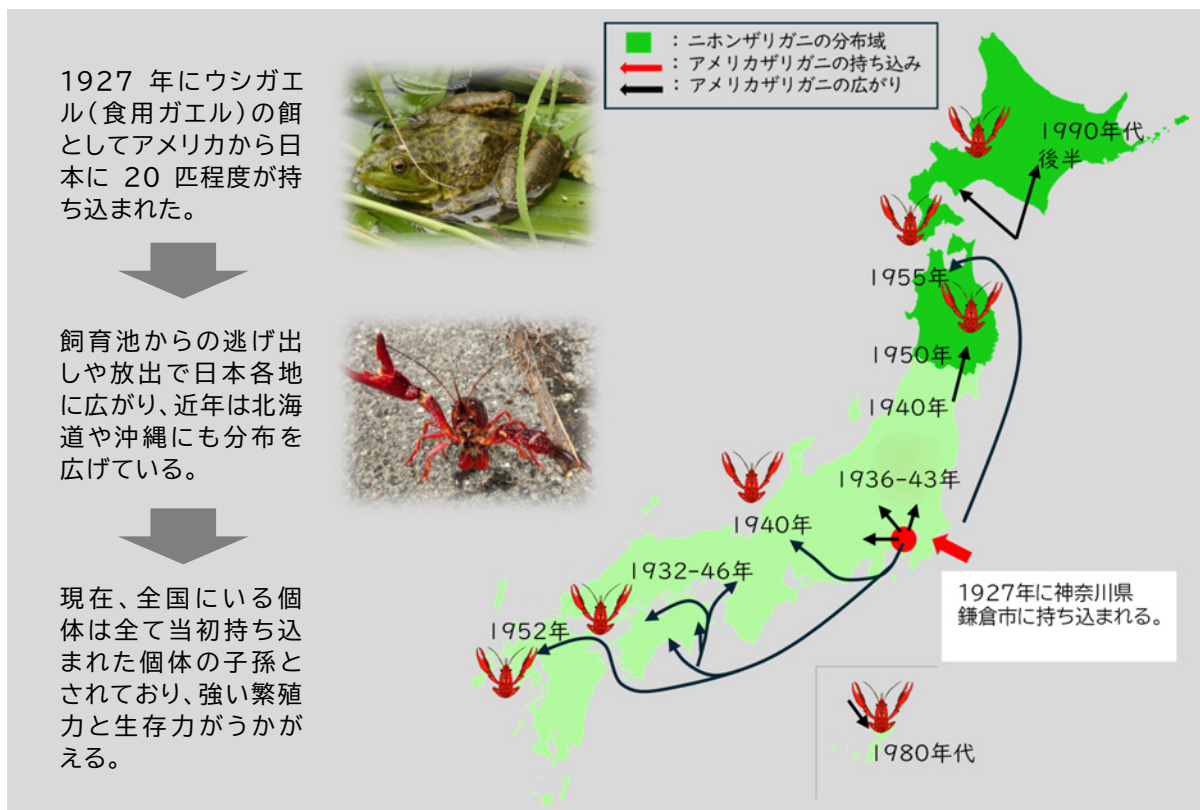 1927 年にウシガエ
ル(食用ガエル)の餌
としてアメリカから日
本に 20 匹程度が持
ち込まれた。
飼育池からの逃げ出
しや放出で日本各地
に広がり、近年は北海
道や沖縄にも分布を
広げている。
現在、全国にいる個
体は全て当初持ち込
まれた個体の子孫と
されており、強い繁殖
力と生存力がうかが
える。
:ニホンザリガニの分布域
:アメリカザリガニの持ち込み
:アメリカザリガニの広がり
1990年代
後半
1955年
1950年
1940年
1936-43年
1940年
1932-46年
1952年
1927年に神奈川県
鎌倉市に持ち込まれる。
1980年代